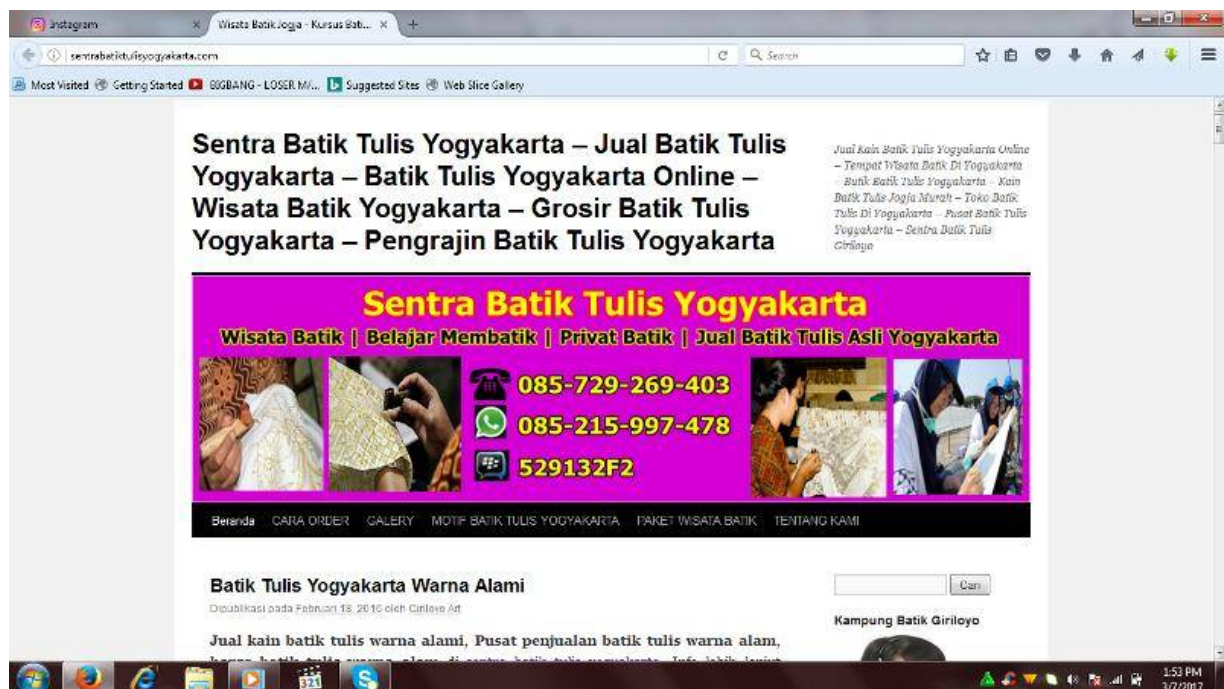 Instagram
Wisata Batik Jogja - Kursus Bati...
sentrabatiktulisyogyakarta.com
Search
Most Visited Getting Started BIGBANG - LOSER M/... Suggested Sites Web Slice Gallery
Sentra Batik Tulis Yogyakarta – Jual Batik Tulis
Yogyakarta – Batik Tulis Yogyakarta Online –
Wisata Batik Yogyakarta – Grosir Batik Tulis
Yogyakarta – Pengrajin Batik Tulis Yogyakarta
Jual Kain Batik Tulis Yogyakarta Online
– Tempat Wisata Batik Di Yogyakarta
– Butik Batik Tulis Yogyakarta – Kain
Batik Tulis Jogja Murah – Toko Batik
Tulis Di Yogyakarta – Pusat Batik Tulis
Yogyakarta – Sentra Batik Tulis
Giriloyo
Sentra Batik Tulis Yogyakarta
Wisata Batik | Belajar Membatik | Privat Batik | Jual Batik Tulis Asli Yogyakarta
085-729-269-403
085-215-997-478
529132F2
Beranda CARA ORDER GALERY MOTIF BATIK TULIS YOGYAKARTA PAKET WISATA BATIK TENTANG KAMI
Batik Tulis Yogyakarta Warna Alami
Dipublikasi pada Februari 18, 2016 oleh Giriloyo Art
Jual kain batik tulis warna alami, Pusat penjualan batik tulis warna alam,
Cari
Kampung Batik Giriloyo
321
1:53 PM
3/7/2017